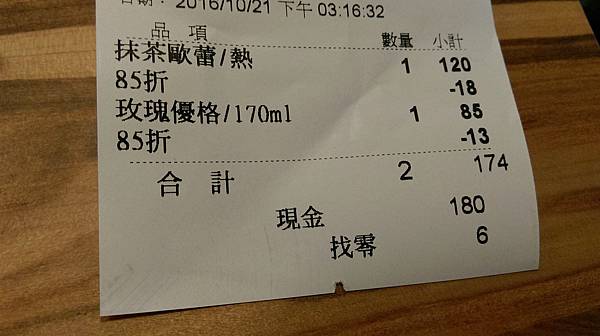 日期： 2016/10/21 下午 03:16:32
品 項 數量 小計
抹茶歐蕾/熱 1 120
85折 -18
玫瑰優格/170ml 1 85
85折 -13
合 計 2 174
現金 180
找零 6